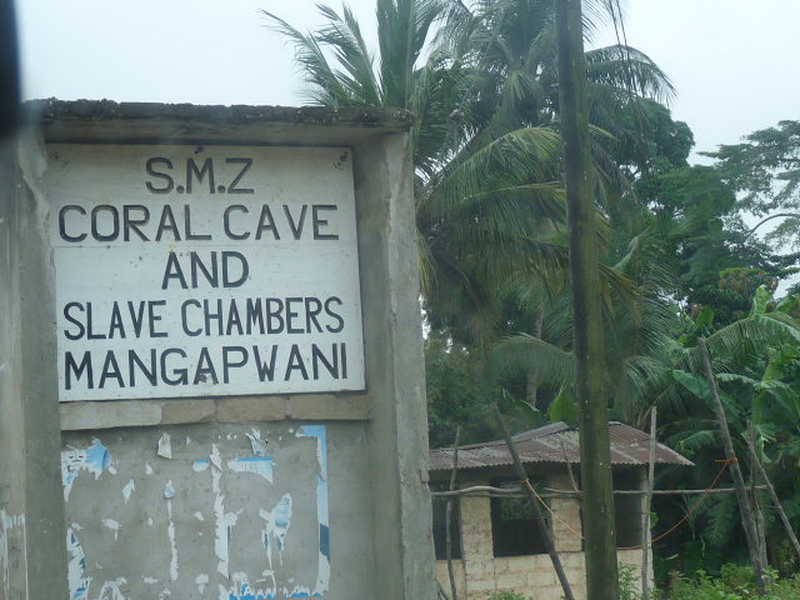 S.M.Z
CORAL CAVE
AND
SLAVE CHAMBERS
MANGAPWANI